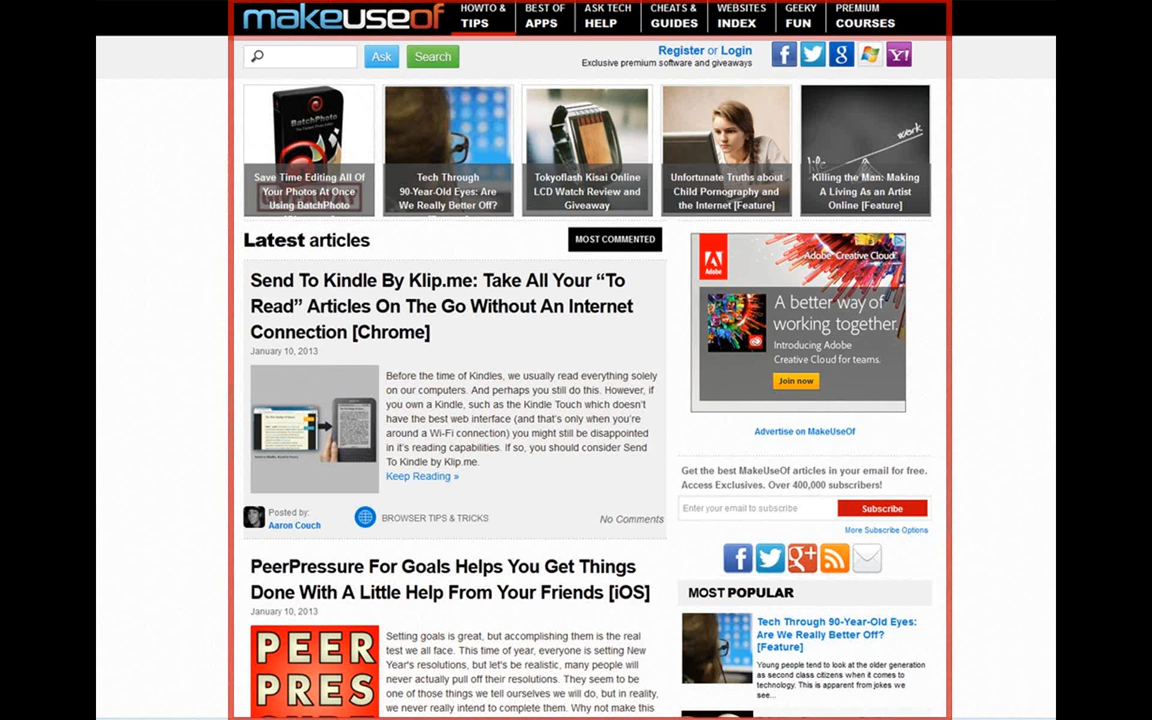 makeuseof
HOWTO &
TIPS
BEST OF
APPS
ASK TECH
HELP
CHEATS &
GUIDES
WEBSITES
INDEX
GEEKY
FUN
PREMIUM
COURSES
Ask
Search
Register or Login
Exclusive premium software and giveaways
BatchPhoto
Save Time Editing All Of
Your Photos At Once
Using BatchPhoto
Tech Through
90-Year-Old Eyes: Are
We Really Better Off?
Tokyoflash Kisai Online
LCD Watch Review and
Giveaway
Unfortunate Truths about
Child Pornography and
the Internet [Feature]
work
life
Killing the Man: Making
A Living As an Artist
Online [Feature]
Latest articles
MOST COMMENTED
Send To Kindle By Klip.me: Take All Your “To
Read” Articles On The Go Without An Internet
Connection [Chrome]
January 10, 2013
Before the time of Kindles, we usually read everything solely
on our computers. And perhaps you still do this. However, if
you own a Kindle, such as the Kindle Touch which doesn't
have the best web interface (and that's only when you're
around a Wi-Fi connection) you might still be disappointed
in it's reading capabilities. If so, you should consider Send
To Kindle by Klip.me.
Keep Reading »
Posted by:
Aaron Couch
BROWSER TIPS & TRICKS
No Comments
PeerPressure For Goals Helps You Get Things
Done With A Little Help From Your Friends [iOS]
January 10, 2013
PEER
PRES
Setting goals is great, but accomplishing them is the real
test we all face. This time of year, everyone is setting New
Year's resolutions, but let's be realistic, many people will
never actually pull off their resolutions. They seem to be
one of those things we tell ourselves we will do, but in reality,
we never really intend to complete them. Why not make this
Adobe
Adobe Creative Cloud
A better way of
working together.
Introducing Adobe
Creative Cloud for teams.
Join now
Advertise on MakeUseOf
Get the best MakeUseOf articles in your email for free.
Access Exclusives. Over 400,000 subscribers!
Enter your email to subscribe
Subscribe
More Subscribe Options
MOST POPULAR
Tech Through 90-Year-Old Eyes:
Are We Really Better Off?
[Feature]
Young people tend to look at the older generation
as second class citizens when it comes to
technology. This is apparent from jokes we
see...